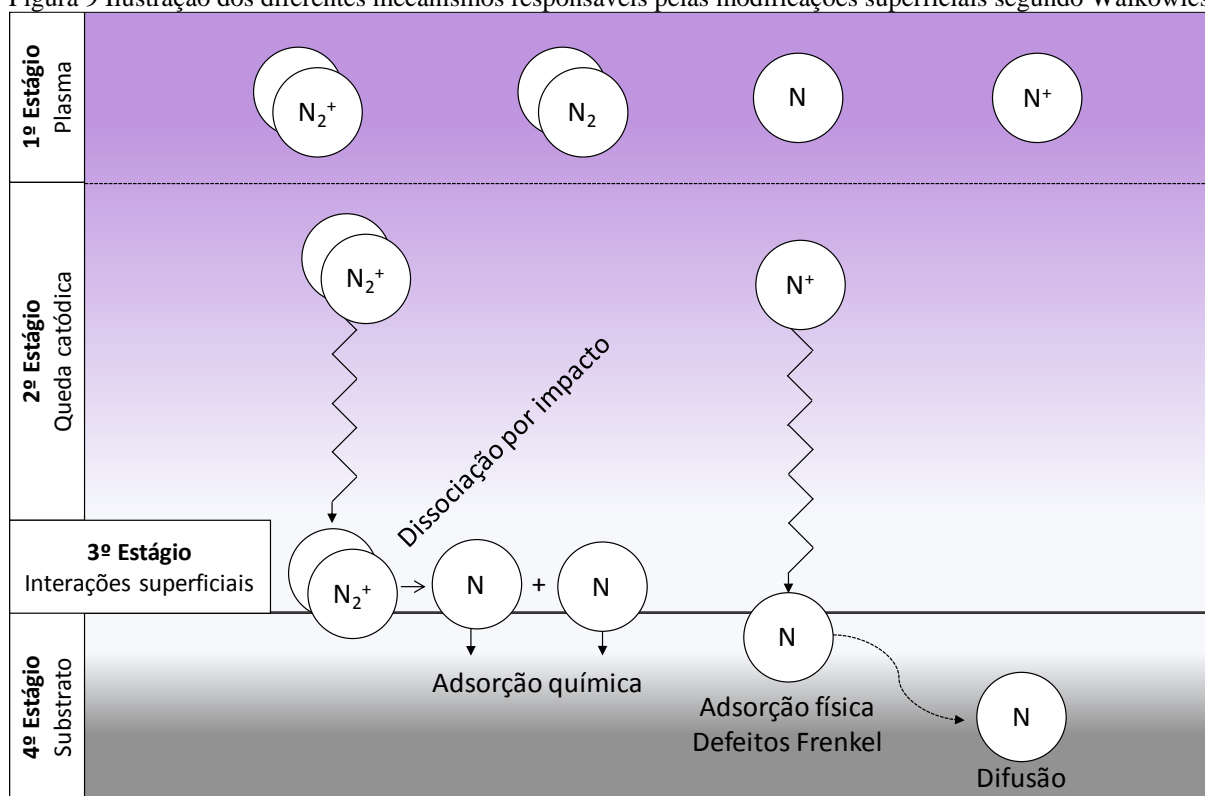 Figura 9 Ilustração dos diferentes mecanismos responsáveis pelas modificações superficiais segundo Walkowics
1º Estágio
Plasma
N₂⁺
N₂
N
N⁺
2º Estágio
Queda catódica
N₂⁺
N⁺
Dissociação por impacto
3º Estágio
Interações superficiais
N₂⁺
N
+
N
4º Estágio
Substrato
Adsorção química
N
Adsorção física
Defeitos Frenkel
N
Difusão